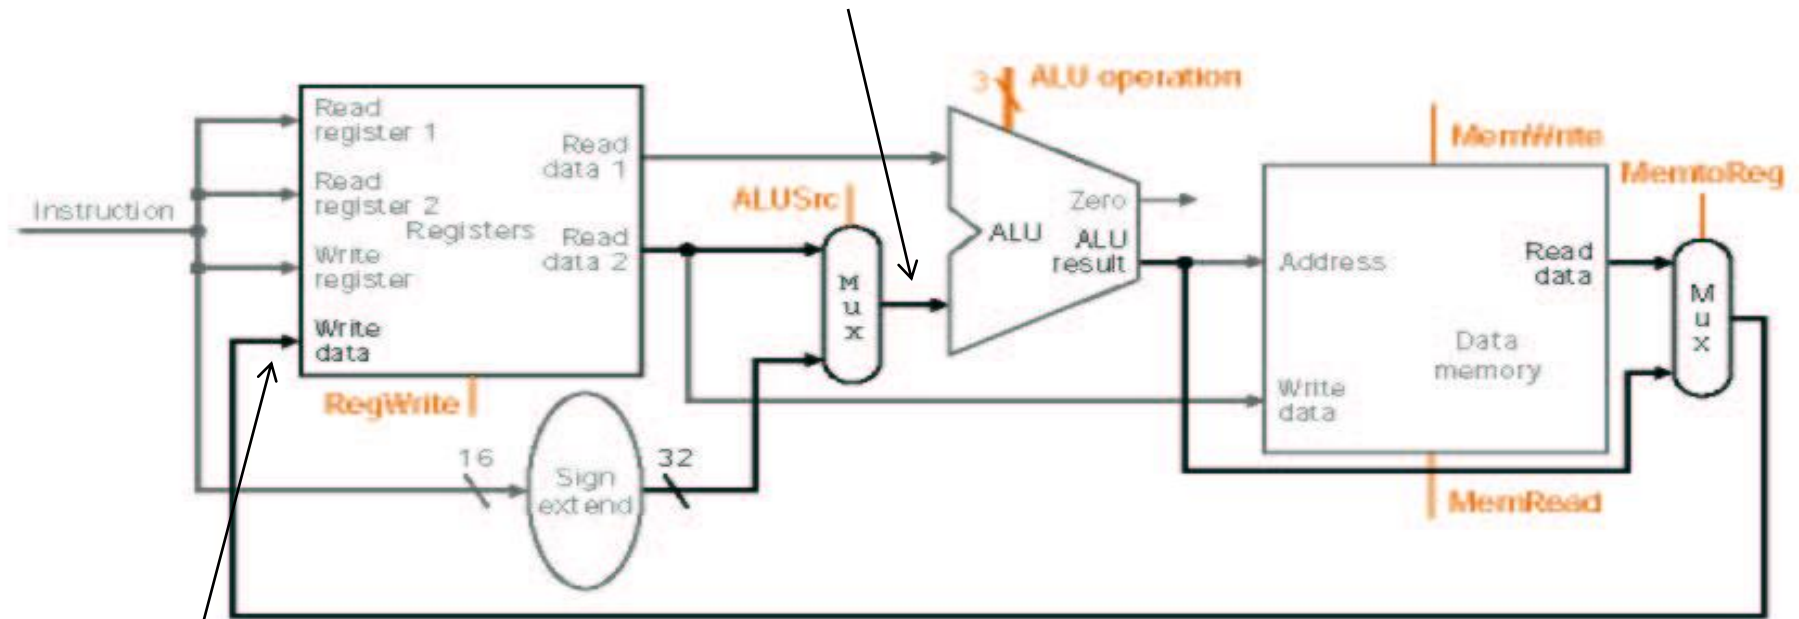 3
ALU operation
Read
register 1
Read
data 1
Read
register 2
Registers
Read
data 2
Write
register
Write
data
Instruction
RegWrite
16
Sign
extend
32
ALUSrc
M
u
x
Zero
ALU
ALU
result
MemWrite
MemtoReg
Address
Read
data
Data
memory
Write
data
MemRead
M
u
x